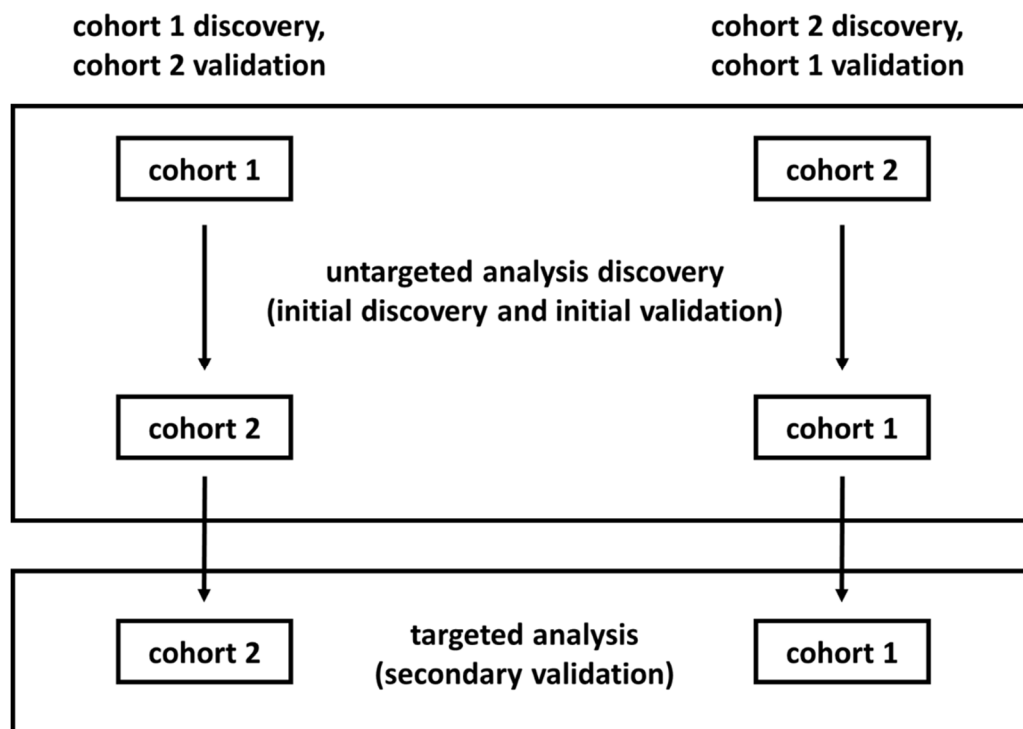 cohort 1 discovery,
cohort 2 validation
cohort 2 discovery,
cohort 1 validation
cohort 1
cohort 2
untargeted analysis discovery
(initial discovery and initial validation)
cohort 2
cohort 1
targeted analysis
(secondary validation)
cohort 2
cohort 1